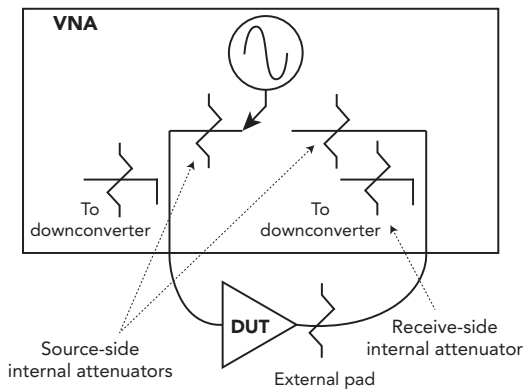 VNA
To
downconverter
To
downconverter
DUT
Source-side
internal attenuators
External pad
Receive-side
internal attenuator